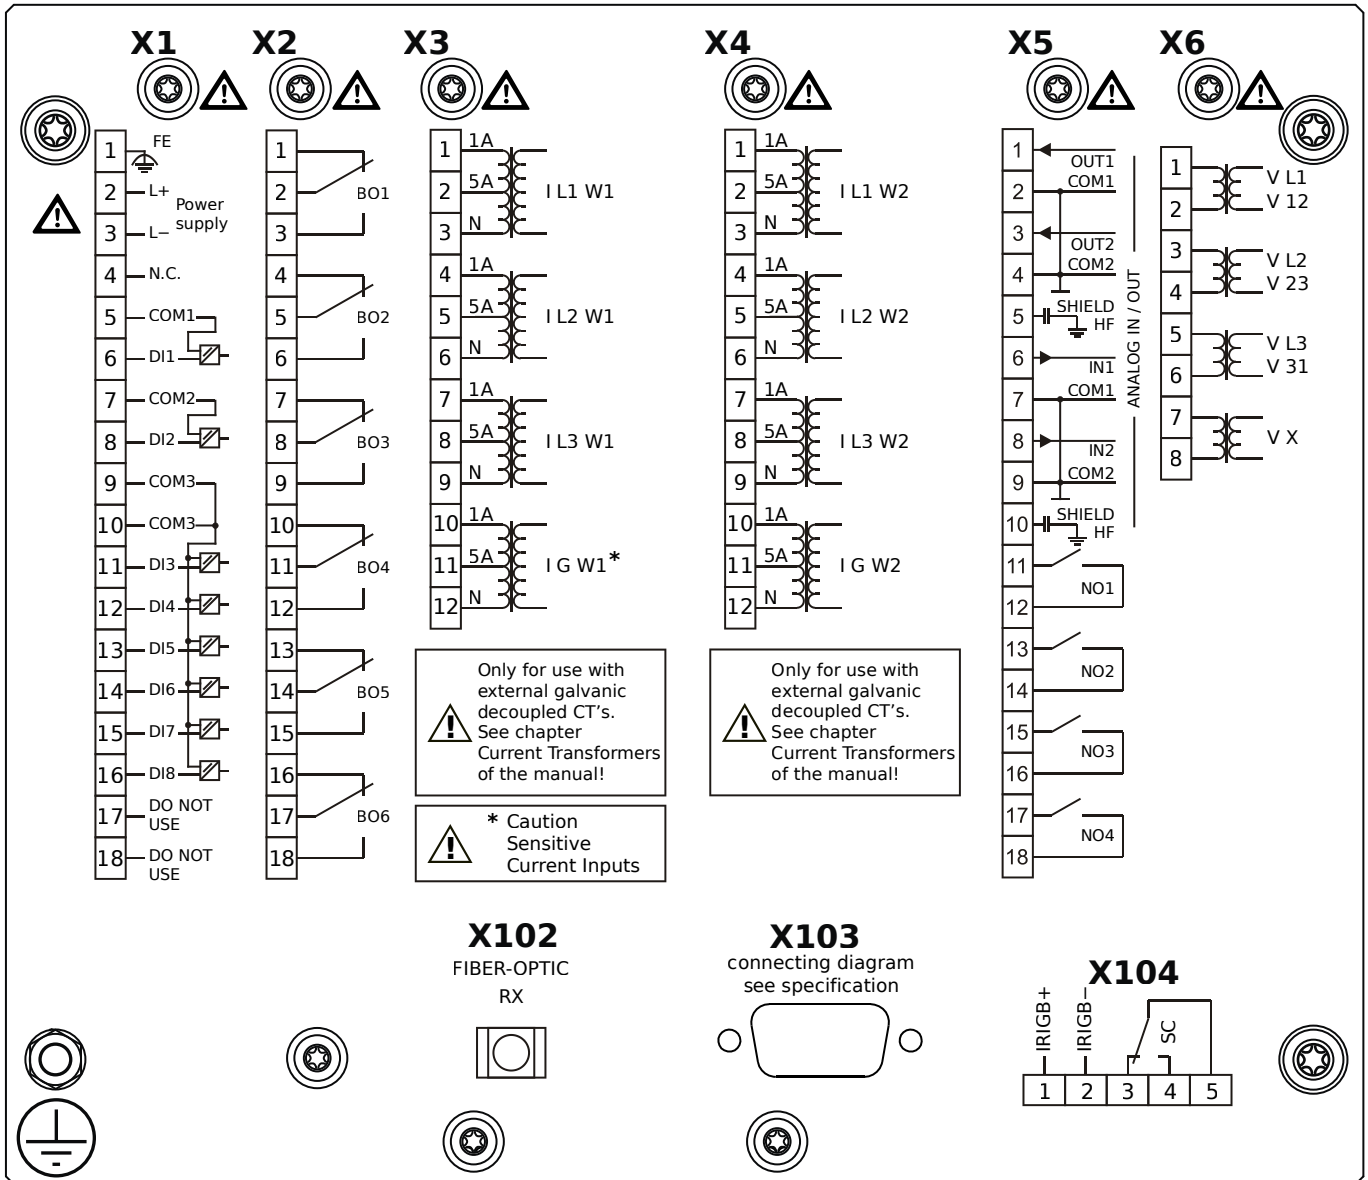 X1 X2 X3 X4 X5 X6
1 FE
2 L+
Power
supply
3 L−
4 N.C.
5 COM1
6 DI1
7 COM2
8 DI2
9 COM3
10 COM3
11 DI3
12 DI4
13 DI5
14 DI6
15 DI7
16 DI8
17 DO NOT
USE
18 DO NOT
USE
1
2 BO1
3
4
5 BO2
6
7
8 BO3
9
10
11 BO4
12
13
14 BO5
15
16
17 BO6
18
1 1A
2 5A I L1 W1
3 N
4 1A
5 5A I L2 W1
6 N
7 1A
8 5A I L3 W1
9 N
10 1A
11 5A I G W1*
12 N
Only for use with
external galvanic
decoupled CT's.
See chapter
Current Transformers
of the manual!
* Caution
Sensitive
Current Inputs
1 1A
2 5A I L1 W2
3 N
4 1A
5 5A I L2 W2
6 N
7 1A
8 5A I L3 W2
9 N
10 1A
11 5A I G W2
12 N
Only for use with
external galvanic
decoupled CT's.
See chapter
Current Transformers
of the manual!
1
OUT1
2 COM1
3
OUT2
4 COM2
5 SHIELD
HF
6
IN1
7 COM1
8
IN2
9 COM2
10 SHIELD
HF
ANALOG IN / OUT
11
NO1
12
13
NO2
14
15
NO3
16
17
NO4
18
1
V L1
2 V 12
3
V L2
4 V 23
5
V L3
6 V 31
7
V X
8
X102
FIBER-OPTIC
RX
X103
connecting diagram
see specification
X104
IRIGB+
IRIGB−
SC
1 2 3 4 5